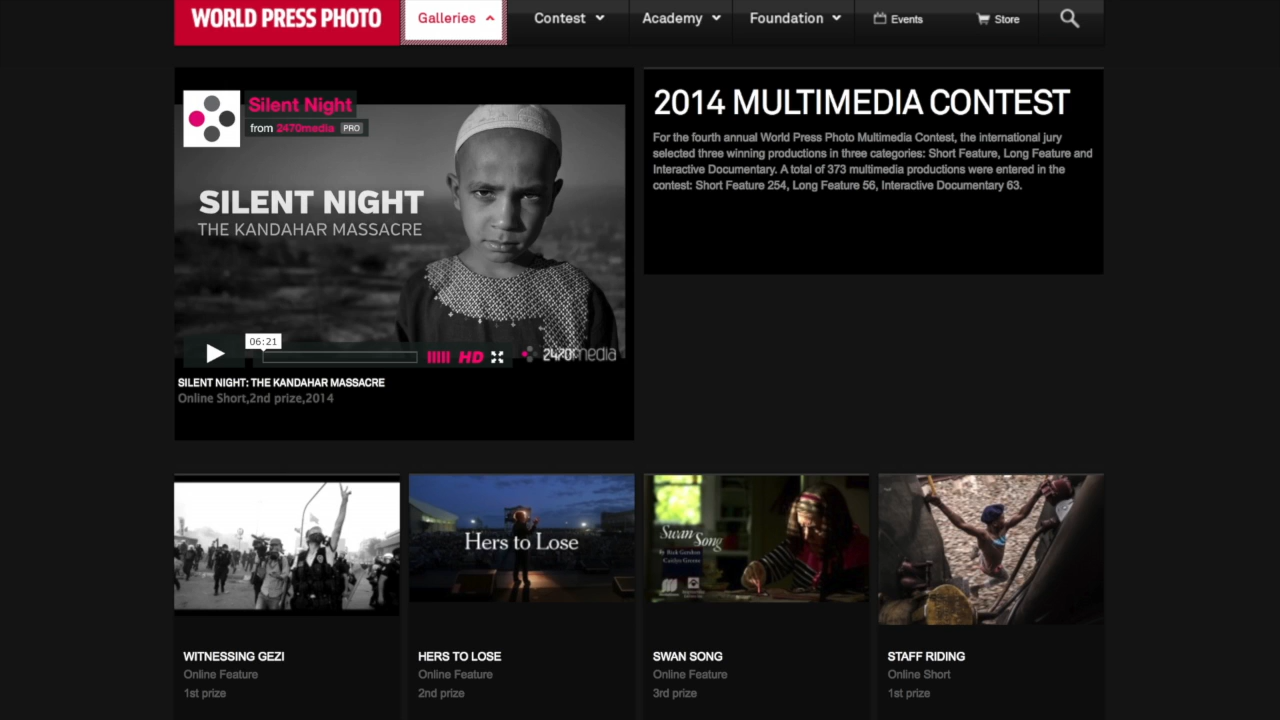 WORLD PRESS PHOTO
Galleries
Contest
Academy
Foundation
Events
Store
Silent Night
from 2470media PRO
SILENT NIGHT
THE KANDAHAR MASSACRE
06:21
HD
2470media
SILENT NIGHT: THE KANDAHAR MASSACRE
Online Short,2nd prize,2014
2014 MULTIMEDIA CONTEST
For the fourth annual World Press Photo Multimedia Contest, the international jury
selected three winning productions in three categories: Short Feature, Long Feature and
Interactive Documentary. A total of 373 multimedia productions were entered in the
contest: Short Feature 254, Long Feature 56, Interactive Documentary 63.
WITNESSING GEZI
Online Feature
1st prize
Hers to Lose
HERS TO LOSE
Online Feature
2nd prize
Swan Song
SWAN SONG
Online Feature
3rd prize
STAFF RIDING
Online Short
1st prize